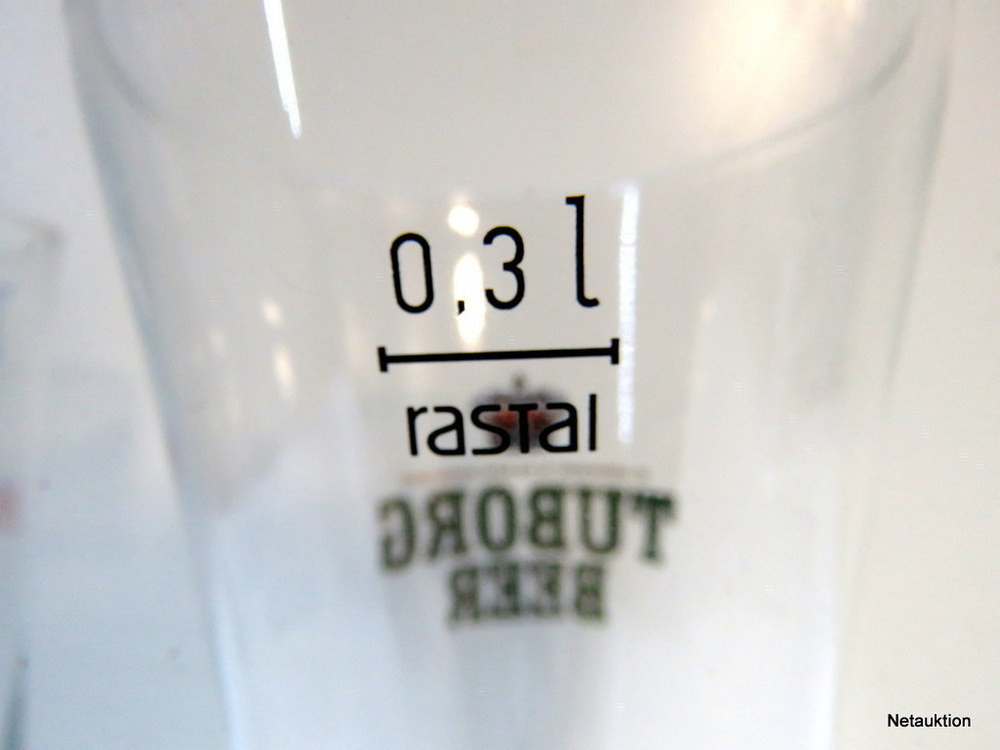 0,3 l
rastal
TUBORG
BEER
Netauktion